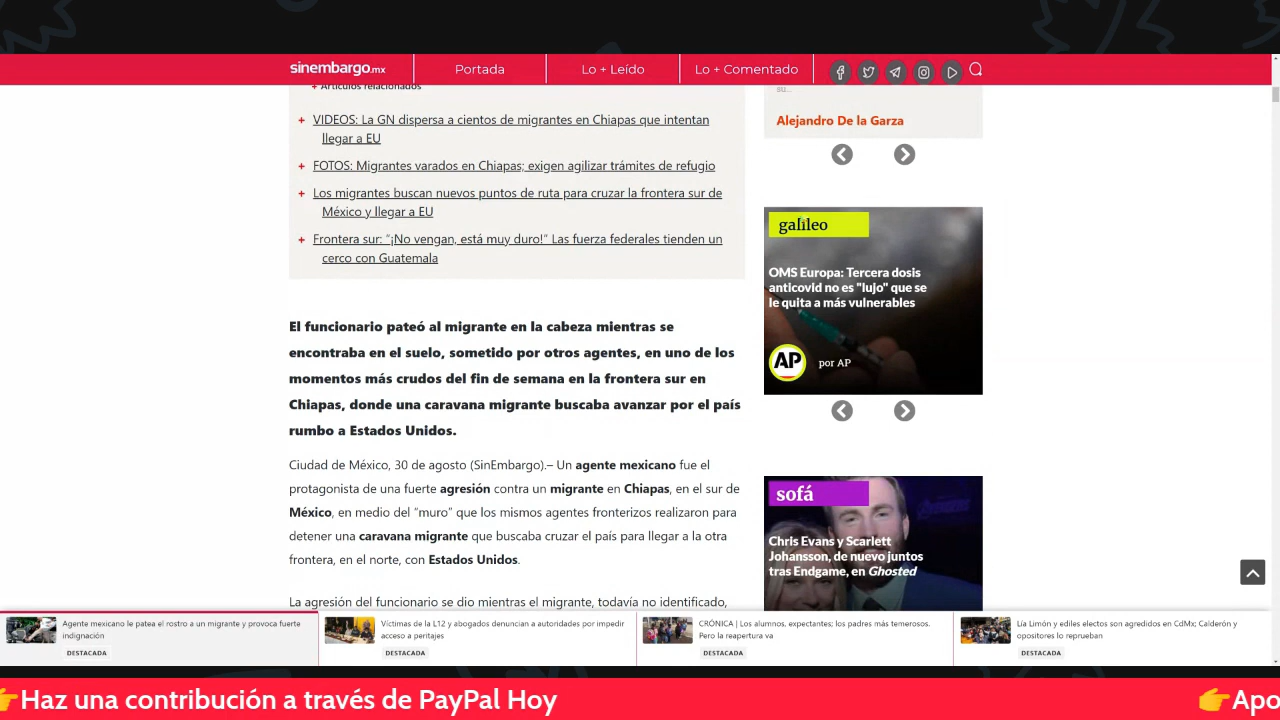 sinembargo.mx
Portada
Lo + Leído
Lo + Comentado
+ Artículos relacionados
su...
+ VIDEOS: La GN dispersa a cientos de migrantes en Chiapas que intentan
llegar a EU
+ FOTOS: Migrantes varados en Chiapas; exigen agilizar trámites de refugio
+ Los migrantes buscan nuevos puntos de ruta para cruzar la frontera sur de
México y llegar a EU
+ Frontera sur: “¡No vengan, está muy duro!” Las fuerza federales tienden un
cerco con Guatemala
Alejandro De la Garza
galileo
OMS Europa: Tercera dosis
anticovid no es "lujo" que se
le quita a más vulnerables
AP
por AP
El funcionario pateó al migrante en la cabeza mientras se
encontraba en el suelo, sometido por otros agentes, en uno de los
momentos más crudos del fin de semana en la frontera sur en
Chiapas, donde una caravana migrante buscaba avanzar por el país
rumbo a Estados Unidos.
Ciudad de México, 30 de agosto (SinEmbargo).– Un agente mexicano fue el
protagonista de una fuerte agresión contra un migrante en Chiapas, en el sur de
México, en medio del “muro” que los mismos agentes fronterizos realizaron para
detener una caravana migrante que buscaba cruzar el país para llegar a la otra
frontera, en el norte, con Estados Unidos.
La agresión del funcionario se dio mientras el migrante, todavía no identificado,
sofá
Chris Evans y Scarlett
Johansson, de nuevo juntos
tras Endgame, en Ghosted
Agente mexicano le patea el rostro a un migrante y provoca fuerte
indignación
DESTACADA
Víctimas de la L12 y abogados denuncian a autoridades por impedir
acceso a peritajes
DESTACADA
CRÓNICA | Los alumnos, expectantes; los padres más temerosos.
Pero la reapertura va
DESTACADA
Lía Limón y ediles electos son agredidos en CdMx; Calderón y
opositores lo reprueban
DESTACADA
👉Haz una contribución a través de PayPal Hoy
👉Apo